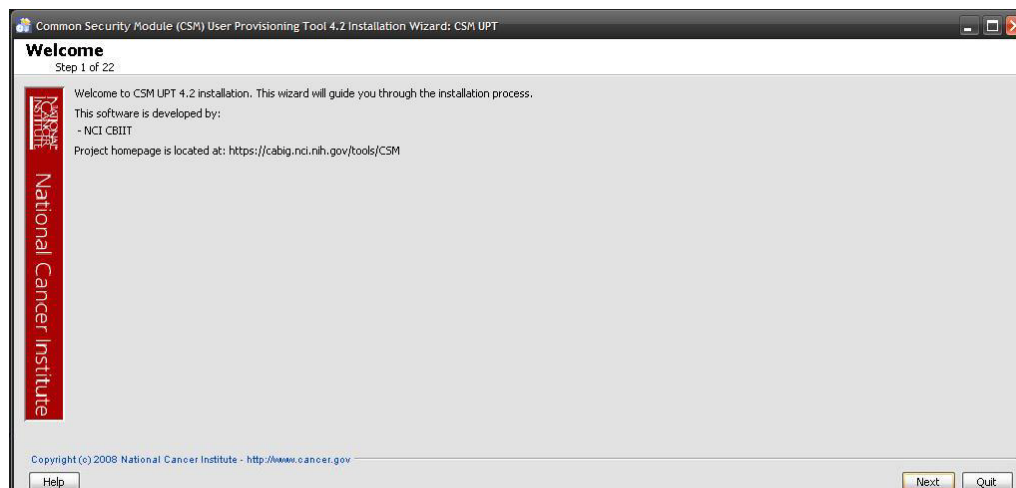 Common Security Module (CSM) User Provisioning Tool 4.2 Installation Wizard: CSM UPT
Welcome
Step 1 of 22
Welcome to CSM UPT 4.2 installation. This wizard will guide you through the installation process.
This software is developed by:
- NCI CBIIT
Project homepage is located at: https://cabig.nci.nih.gov/tools/CSM
NATIONAL
CANCER
INSTITUTE
National Cancer Institute
Copyright (c) 2008 National Cancer Institute - http://www.cancer.gov
Help
Next
Quit